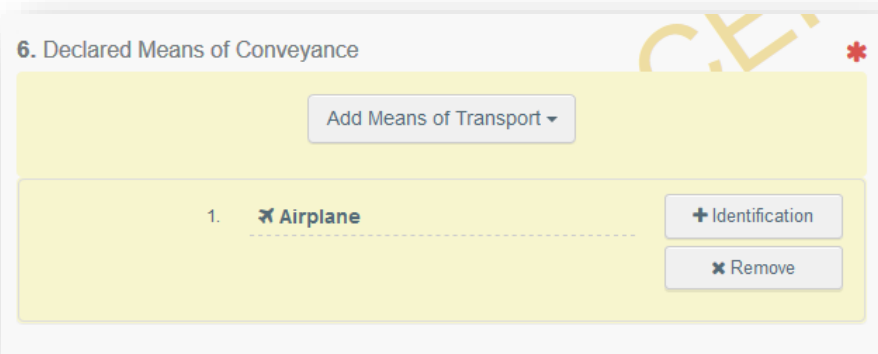 6. Declared Means of Conveyance
Add Means of Transport
1. Airplane
Identification
Remove